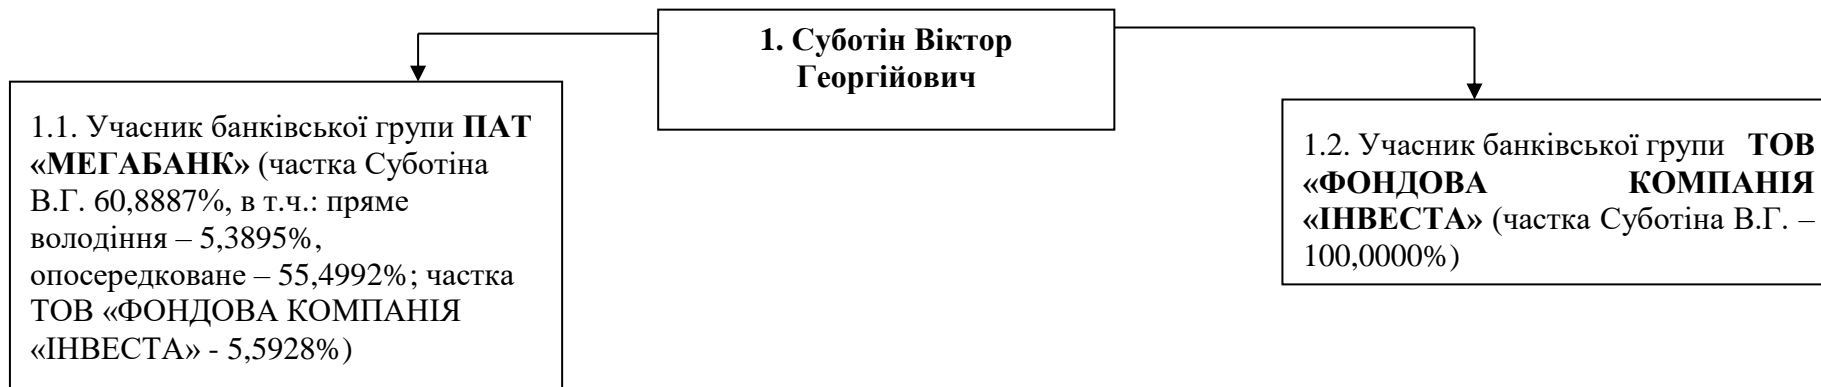 1. Суботін Віктор
Георгійович
1.1. Учасник банківської групи ПАТ
«МЕГАБАНК» (частка Суботіна
В.Г. 60,8887%, в т.ч.: пряме
володіння – 5,3895%,
опосередковане – 55,4992%; частка
ТОВ «ФОНДОВА КОМПАНІЯ
«ІНВЕСТА» - 5,5928%)
1.2. Учасник банківської групи ТОВ
«ФОНДОВА КОМПАНІЯ
«ІНВЕСТА» (частка Суботіна В.Г. –
100,0000%)